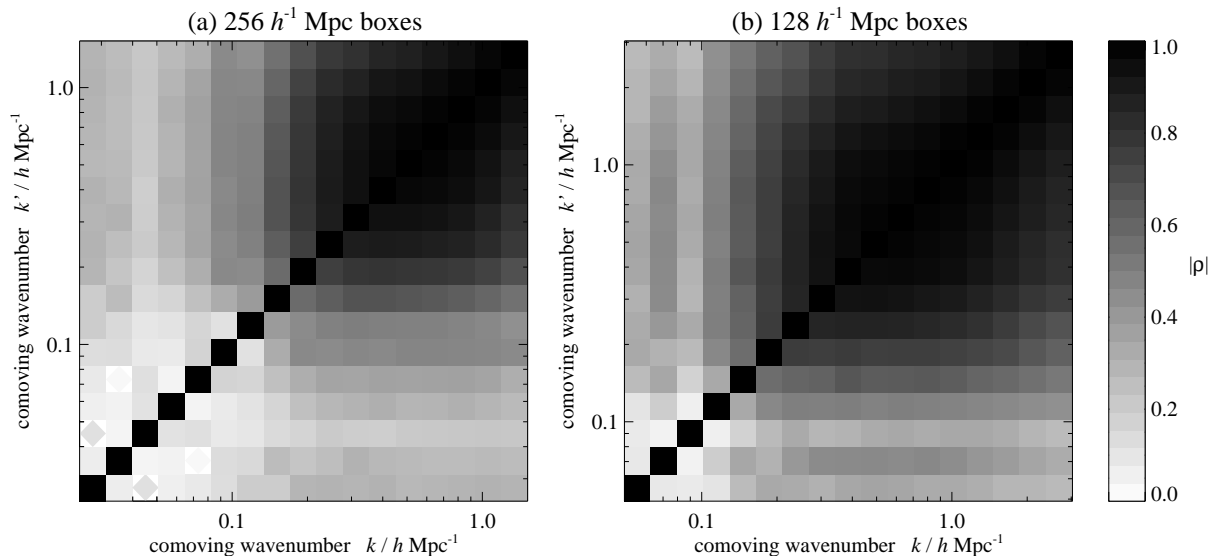 (a) 256 h⁻¹ Mpc boxes
(b) 128 h⁻¹ Mpc boxes
comoving wavenumber k' / h Mpc⁻¹
1.0
0.1
0.1
1.0
comoving wavenumber k / h Mpc⁻¹
comoving wavenumber k' / h Mpc⁻¹
1.0
0.1
0.1
1.0
comoving wavenumber k / h Mpc⁻¹
1.0
0.8
0.6
0.4
0.2
0.0
|ρ|